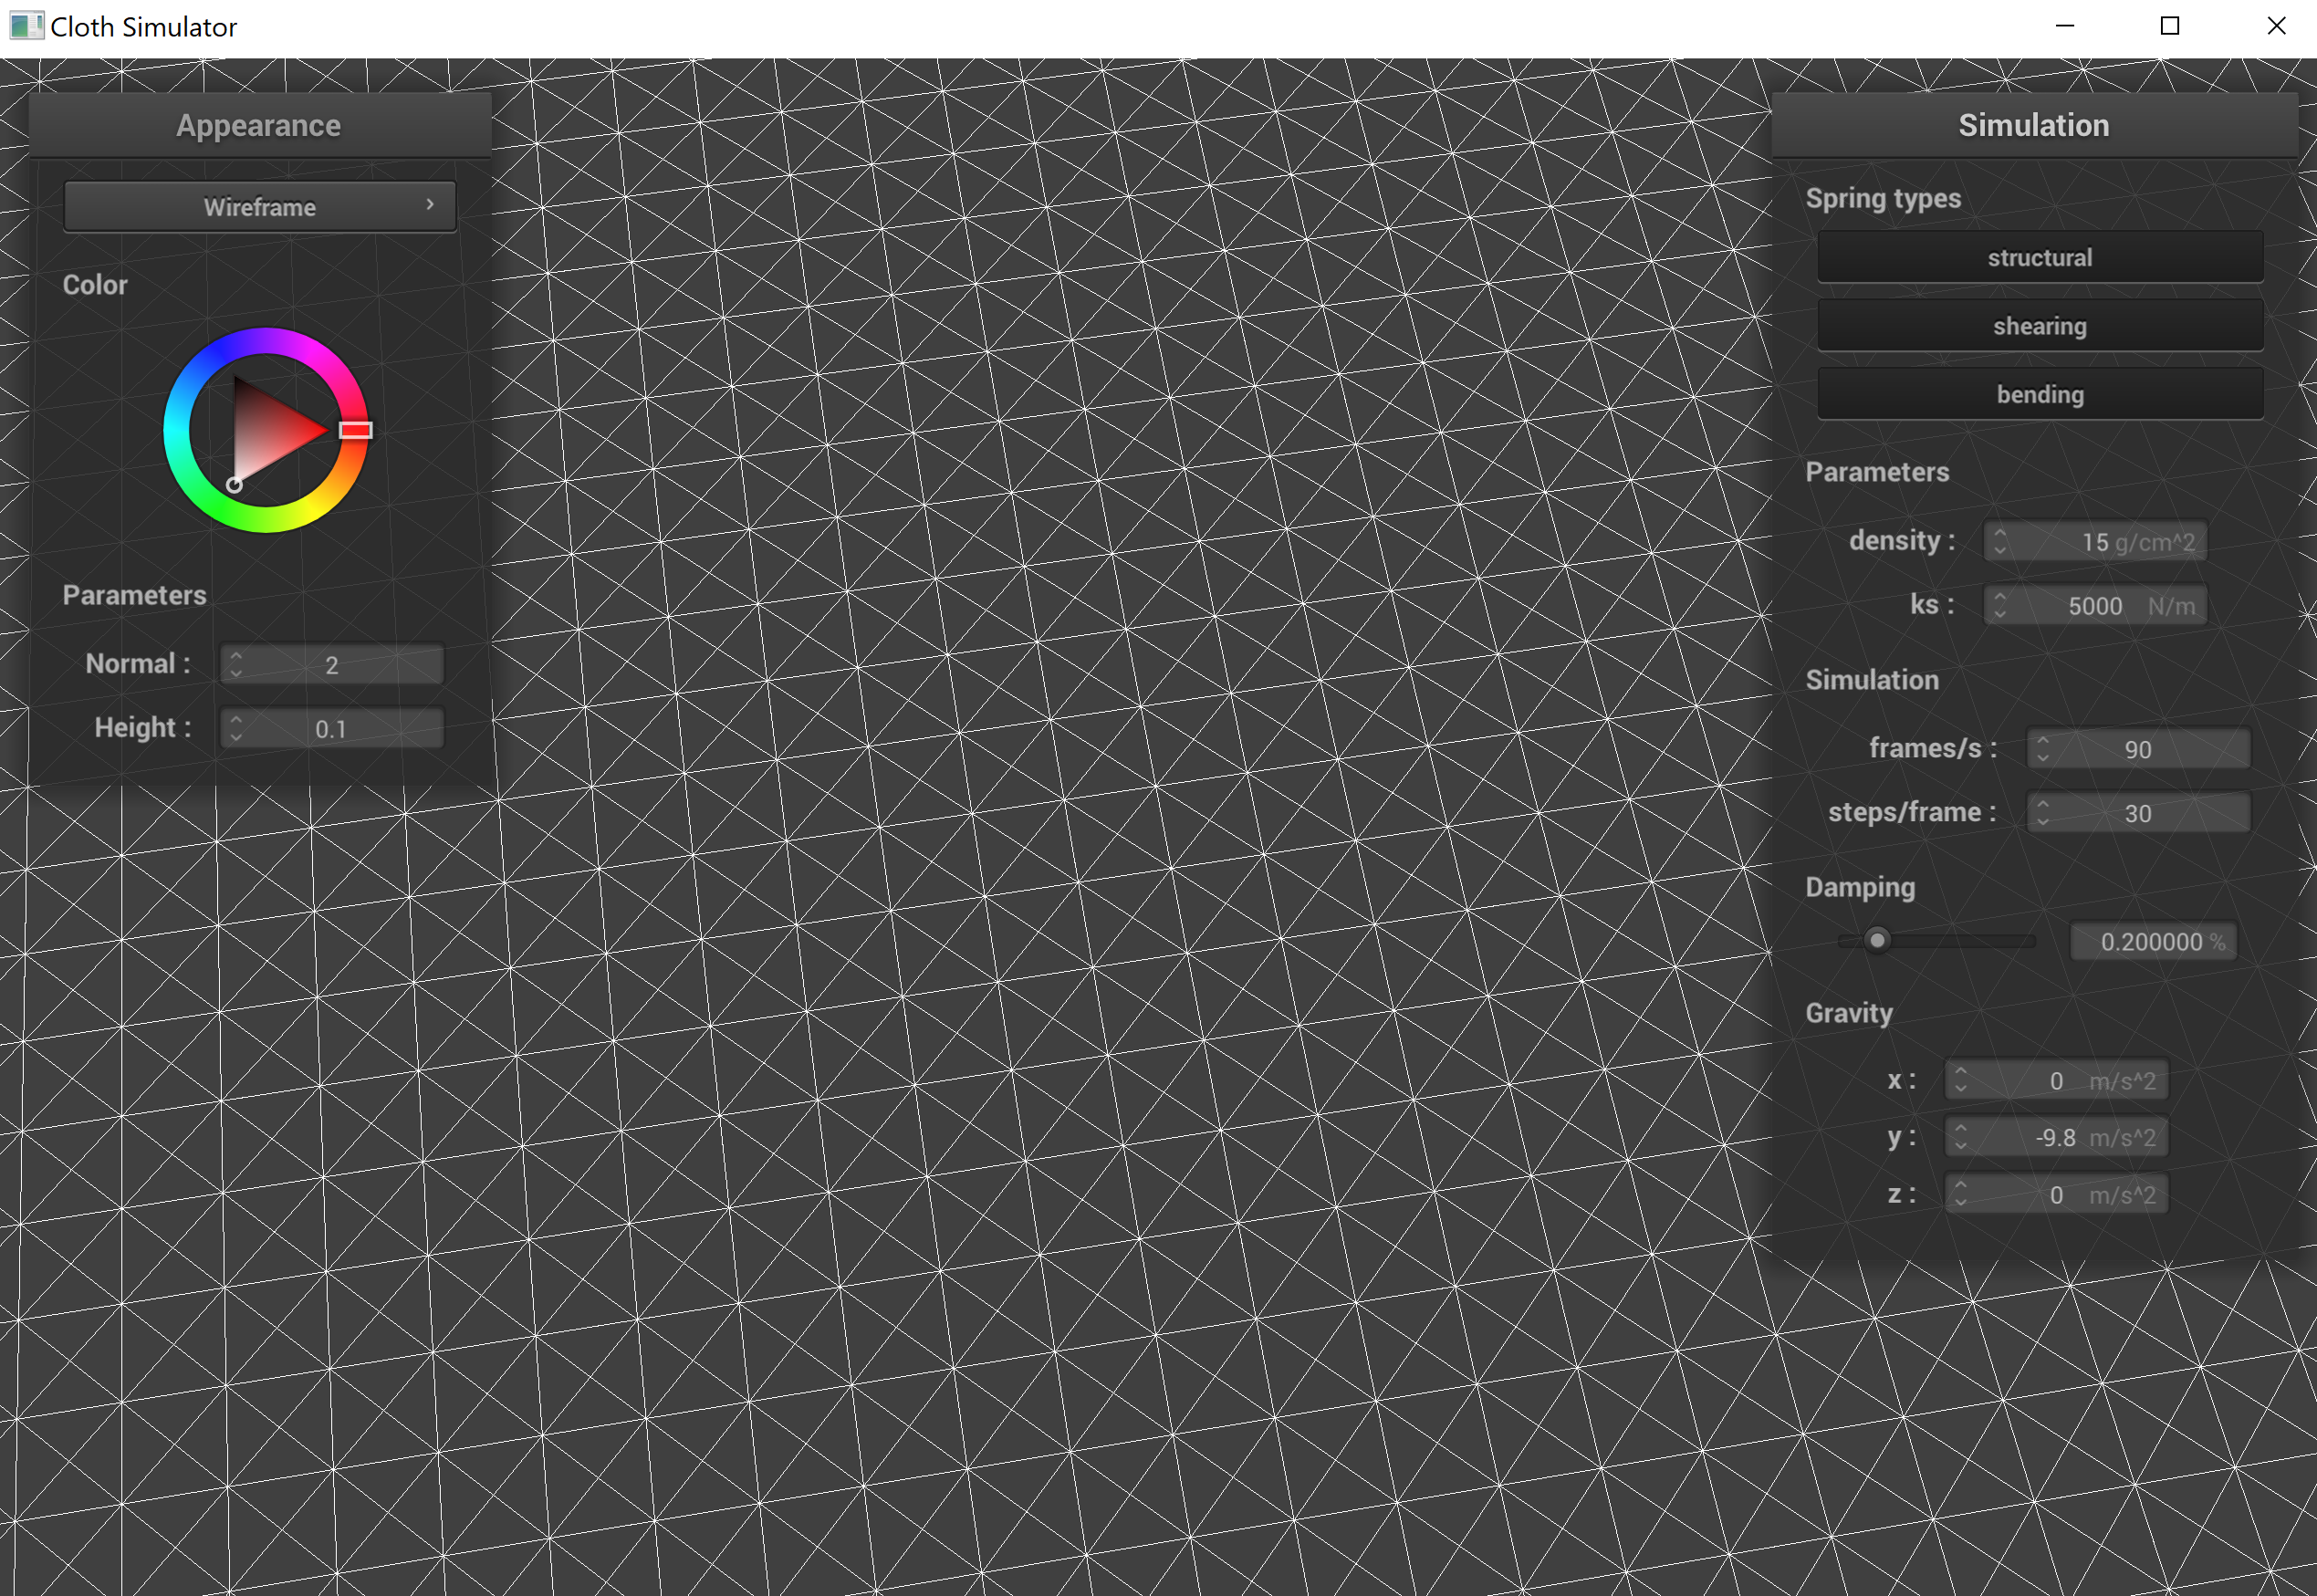 Cloth Simulator
Appearance
Wireframe
Color
Parameters
Normal : 2
Height : 0.1
Simulation
Spring types
structural
shearing
bending
Parameters
density : 15 g/cm^2
ks : 5000 N/m
Simulation
frames/s : 90
steps/frame : 30
Damping
0.200000 %
Gravity
x : 0 m/s^2
y : -9.8 m/s^2
z : 0 m/s^2